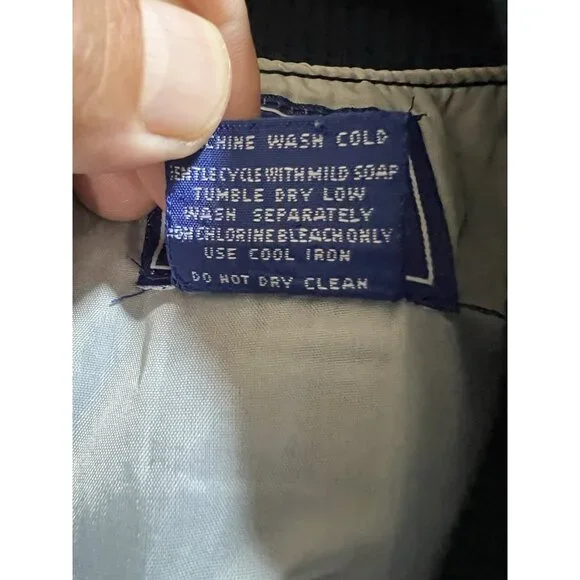 CHINE WASH COLD
ENTLE CYCLE WITH MILD SOAP
TUMBLE DRY LOW
WASH SEPARATELY
NON CHLORINE BLEACH ONLY
USE COOL IRON
DO NOT DRY CLEAN